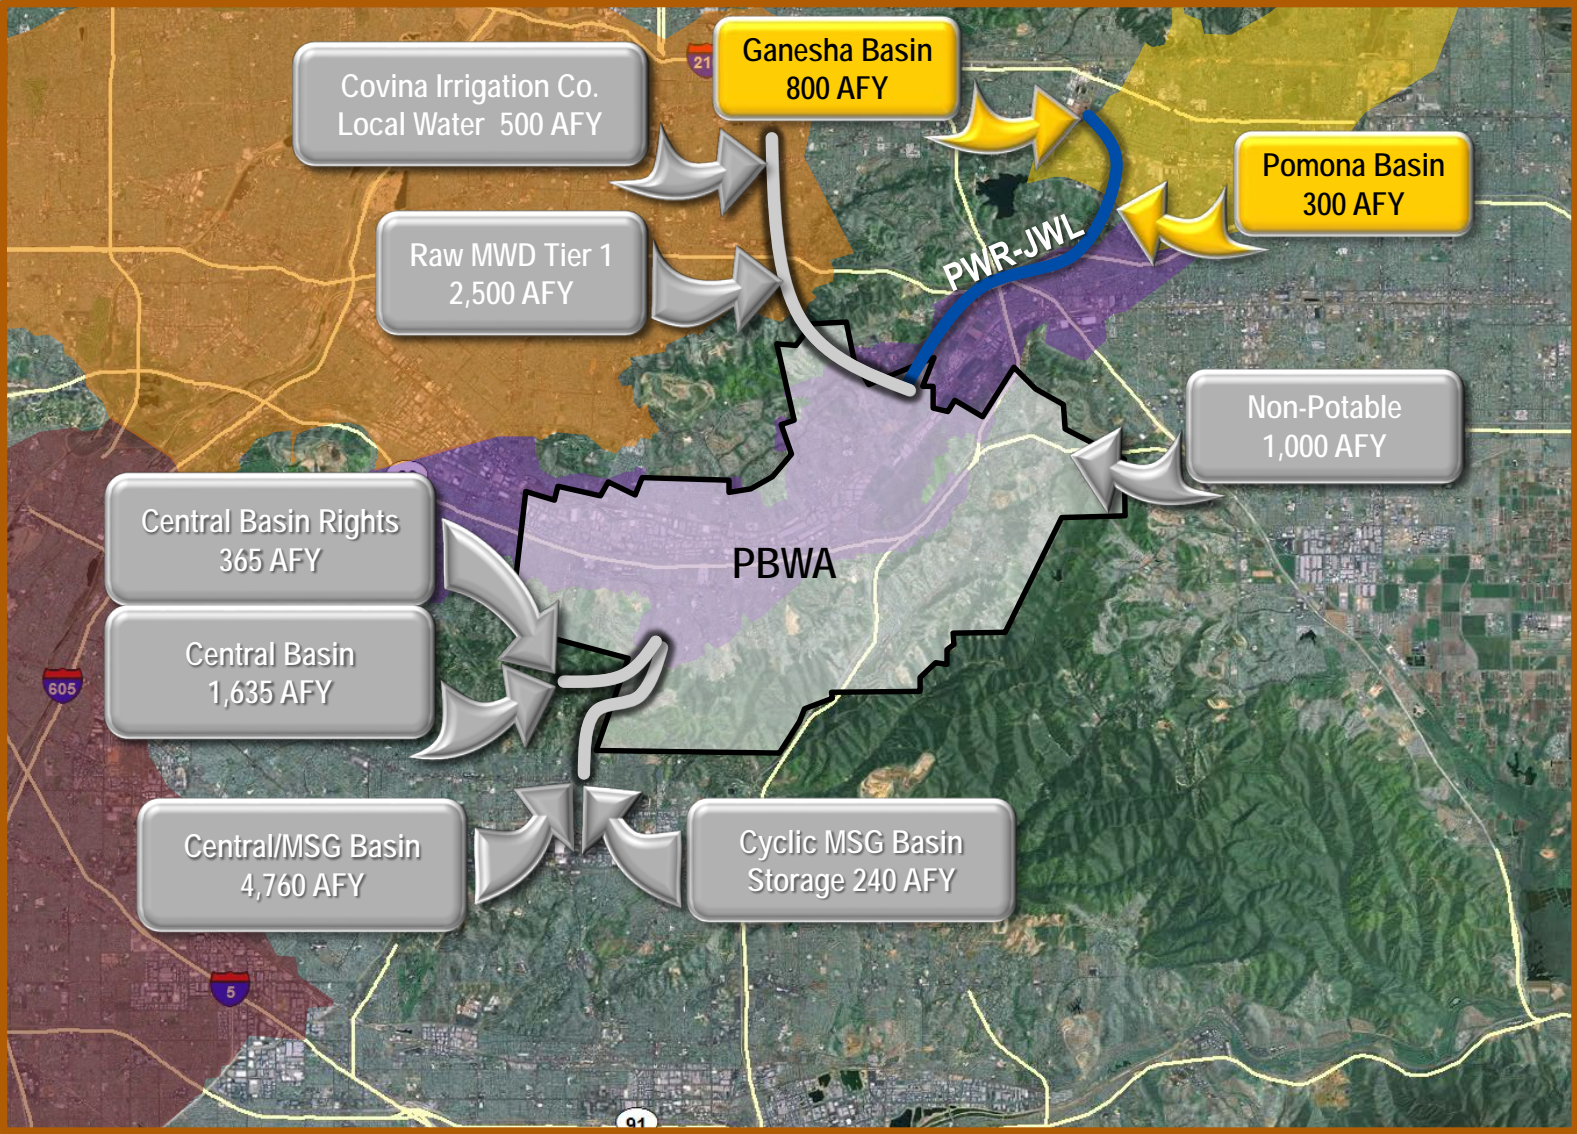 Covina Irrigation Co.
Local Water 500 AFY
21
Ganesha Basin
800 AFY
Pomona Basin
300 AFY
Raw MWD Tier 1
2,500 AFY
PWR-JWL
Non-Potable
1,000 AFY
Central Basin Rights
365 AFY
PBWA
Central Basin
1,635 AFY
605
Central/MSG Basin
4,760 AFY
Cyclic MSG Basin
Storage 240 AFY
5
91